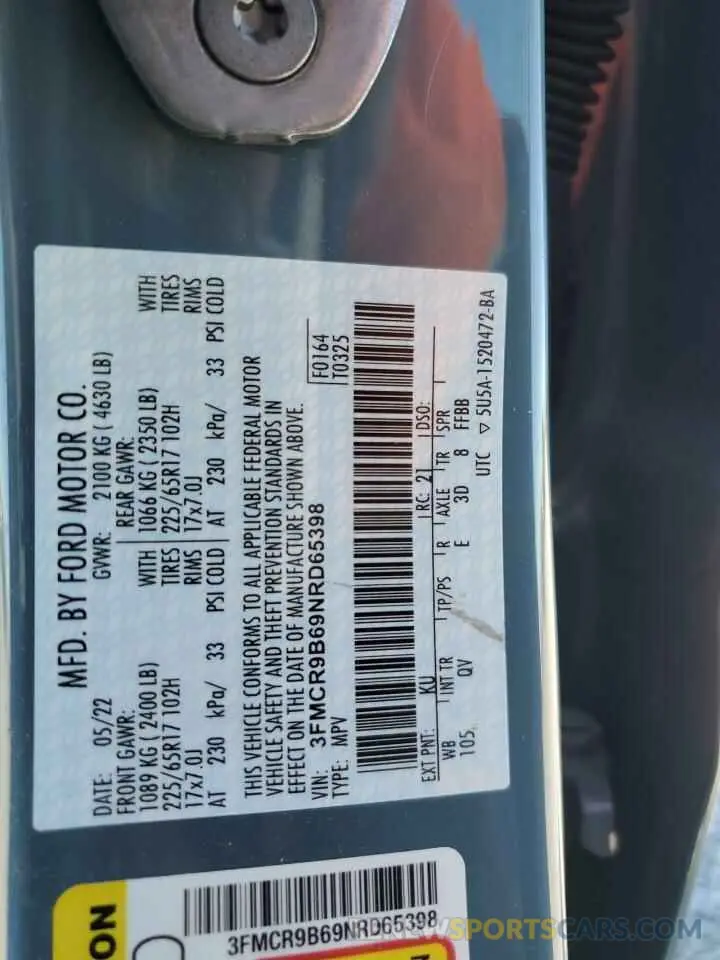 MFD. BY FORD MOTOR CO.
DATE: 05/22 GVWR: 2100 KG ( 4630 LB)
FRONT GAWR: REAR GAWR:
1089 KG ( 2400 LB) WITH 1066 KG ( 2350 LB) WITH
225/65R17 102H TIRES 225/65R17 102H TIRES
17x7.0J RIMS 17x7.0J RIMS
AT 230 kPa/ 33 PSI COLD AT 230 kPa/ 33 PSI COLD
THIS VEHICLE CONFORMS TO ALL APPLICABLE FEDERAL MOTOR
VEHICLE SAFETY AND THEFT PREVENTION STANDARDS IN
EFFECT ON THE DATE OF MANUFACTURE SHOWN ABOVE.
VIN: 3FMCR9B69NRD65398 F0164
TYPE: MPV T0325
EXT PNT: KU RC: 21 DSO:
WB INT TR TP/PS R AXLE TR SPR
105 QV E 3D 8 FFBB
UTC ▽ 5U5A-1520472-BA
ON
3FMCR9B69NRD65398
NEWSPORTSCARS.COM